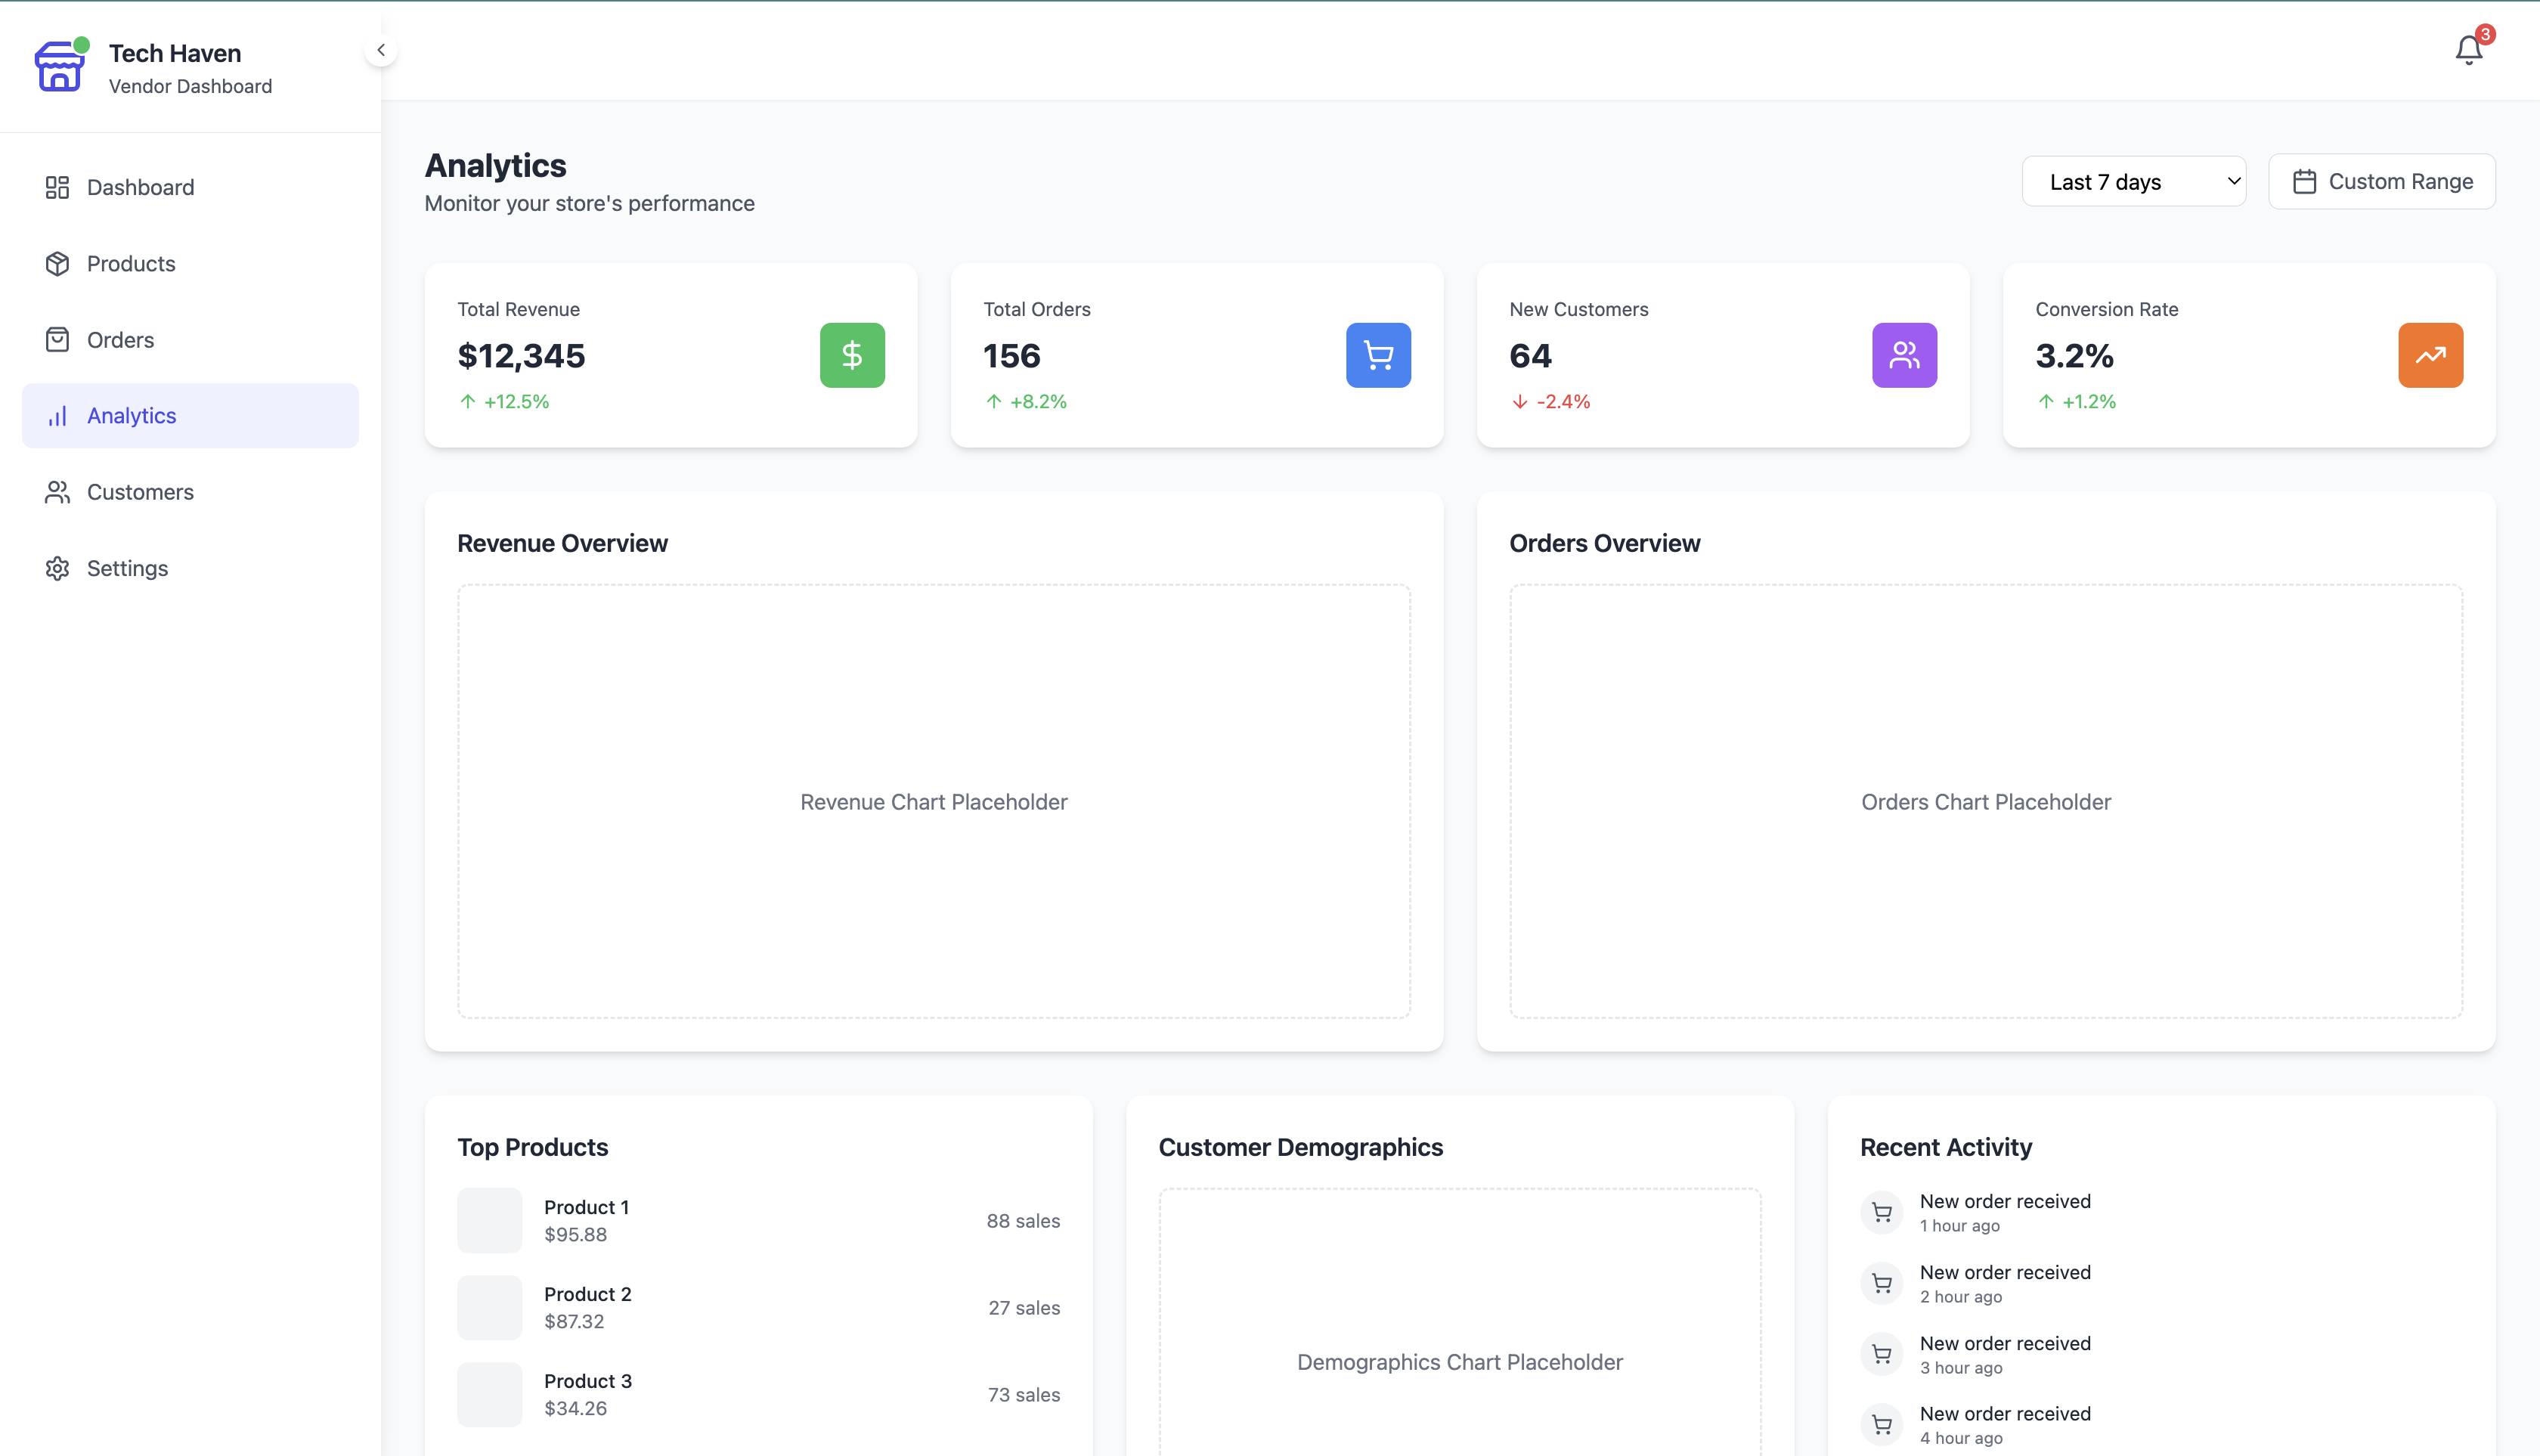 Tech Haven
Vendor Dashboard
3
Dashboard
Products
Orders
Analytics
Customers
Settings
Analytics
Monitor your store's performance
Last 7 days
Custom Range
Total Revenue
$12,345
+12.5%
Total Orders
156
+8.2%
New Customers
64
-2.4%
Conversion Rate
3.2%
+1.2%
Revenue Overview
Revenue Chart Placeholder
Orders Overview
Orders Chart Placeholder
Top Products
Product 1
$95.88
88 sales
Product 2
$87.32
27 sales
Product 3
$34.26
73 sales
Customer Demographics
Demographics Chart Placeholder
Recent Activity
New order received
1 hour ago
New order received
2 hour ago
New order received
3 hour ago
New order received
4 hour ago